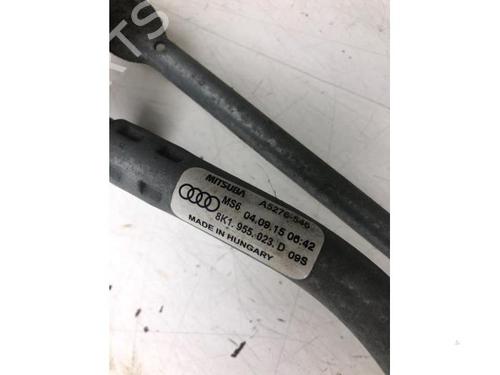 MITSUBA A5276-546
MS6 04.09.15 06:42
8K1.955.023.D 09S
MADE IN HUNGARY